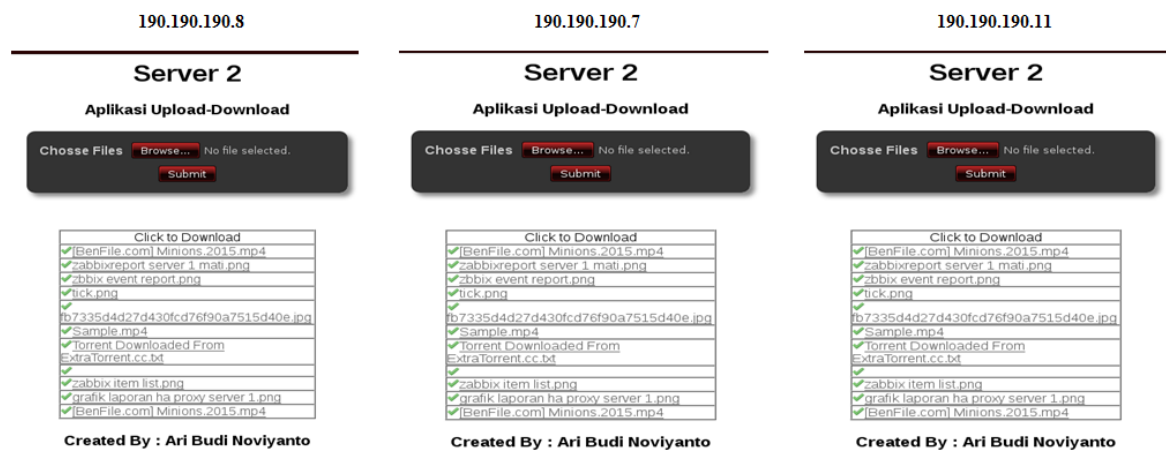 190.190.190.8
Server 2
Aplikasi Upload-Download
Chosse Files Browse... No file selected.
Submit
Click to Download
[BenFile.com] Minions.2015.mp4
zabbixreport server 1 mati.png
zbbix event report.png
tick.png
fb7335d4d27d430fcd76f90a7515d40e.jpg
Sample.mp4
Torrent Downloaded From
ExtraTorrent.cc.txt
zabbix item list.png
grafik laporan ha proxy server 1.png
[BenFile.com] Minions.2015.mp4
Created By : Ari Budi Noviyanto
190.190.190.7
Server 2
Aplikasi Upload-Download
Chosse Files Browse... No file selected.
Submit
Click to Download
[BenFile.com] Minions.2015.mp4
zabbixreport server 1 mati.png
zbbix event report.png
tick.png
fb7335d4d27d430fcd76f90a7515d40e.jpg
Sample.mp4
Torrent Downloaded From
ExtraTorrent.cc.txt
zabbix item list.png
grafik laporan ha proxy server 1.png
[BenFile.com] Minions.2015.mp4
Created By : Ari Budi Noviyanto
190.190.190.11
Server 2
Aplikasi Upload-Download
Chosse Files Browse... No file selected.
Submit
Click to Download
[BenFile.com] Minions.2015.mp4
zabbixreport server 1 mati.png
zbbix event report.png
tick.png
fb7335d4d27d430fcd76f90a7515d40e.jpg
Sample.mp4
Torrent Downloaded From
ExtraTorrent.cc.txt
zabbix item list.png
grafik laporan ha proxy server 1.png
[BenFile.com] Minions.2015.mp4
Created By : Ari Budi Noviyanto